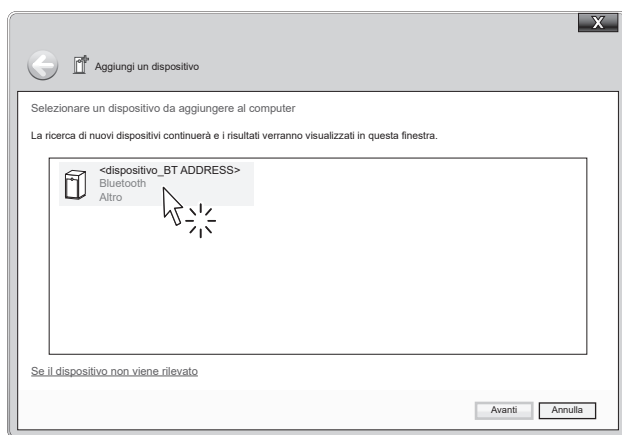 X
Aggiungi un dispositivo
Selezionare un dispositivo da aggiungere al computer
La ricerca di nuovi dispositivi continuerà e i risultati verranno visualizzati in questa finestra.
<dispositivo_BT ADDRESS>
Bluetooth
Altro
Se il dispositivo non viene rilevato
Avanti Annulla